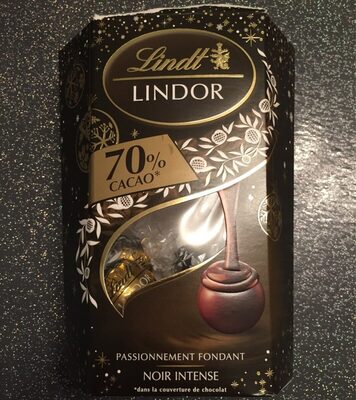 Lindt
LINDOR
70%
CACAO*
PASSIONNEMENT FONDANT
NOIR INTENSE
*dans la couverture de chocolat